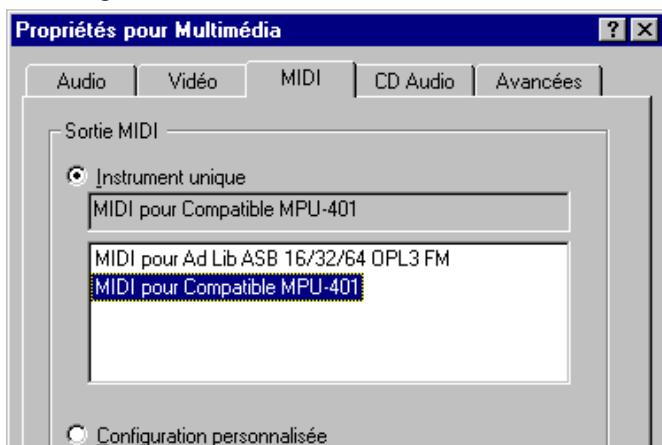 Propriétés pour Multimédia
Audio Vidéo MIDI CD Audio Avancées
Sortie MIDI
Instrument unique
MIDI pour Compatible MPU-401
MIDI pour Ad Lib ASB 16/32/64 OPL3 FM
MIDI pour Compatible MPU-401
Configuration personnalisée